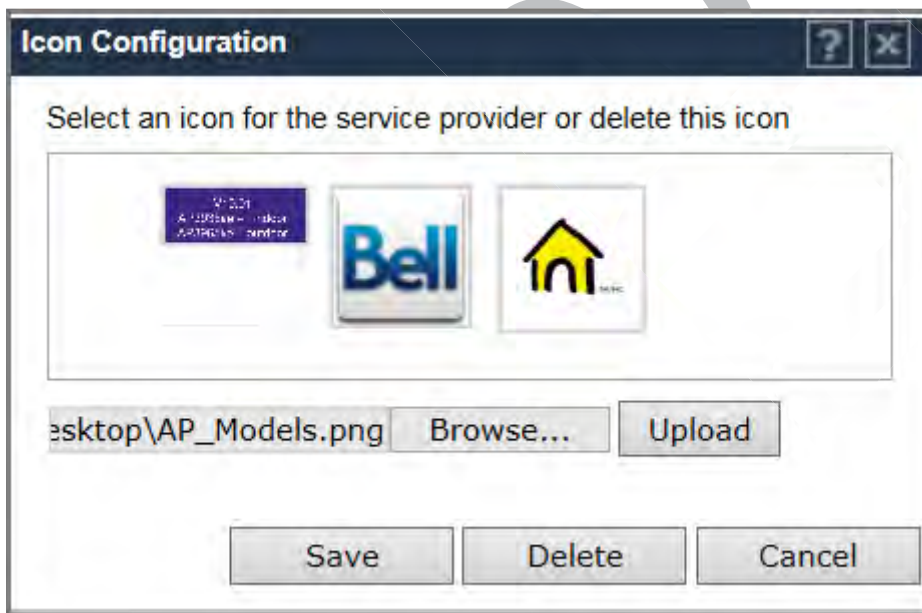 Icon Configuration
? x
Select an icon for the service provider or delete this icon
Bell
esktop\AP_Models.png Browse... Upload
Save Delete Cancel